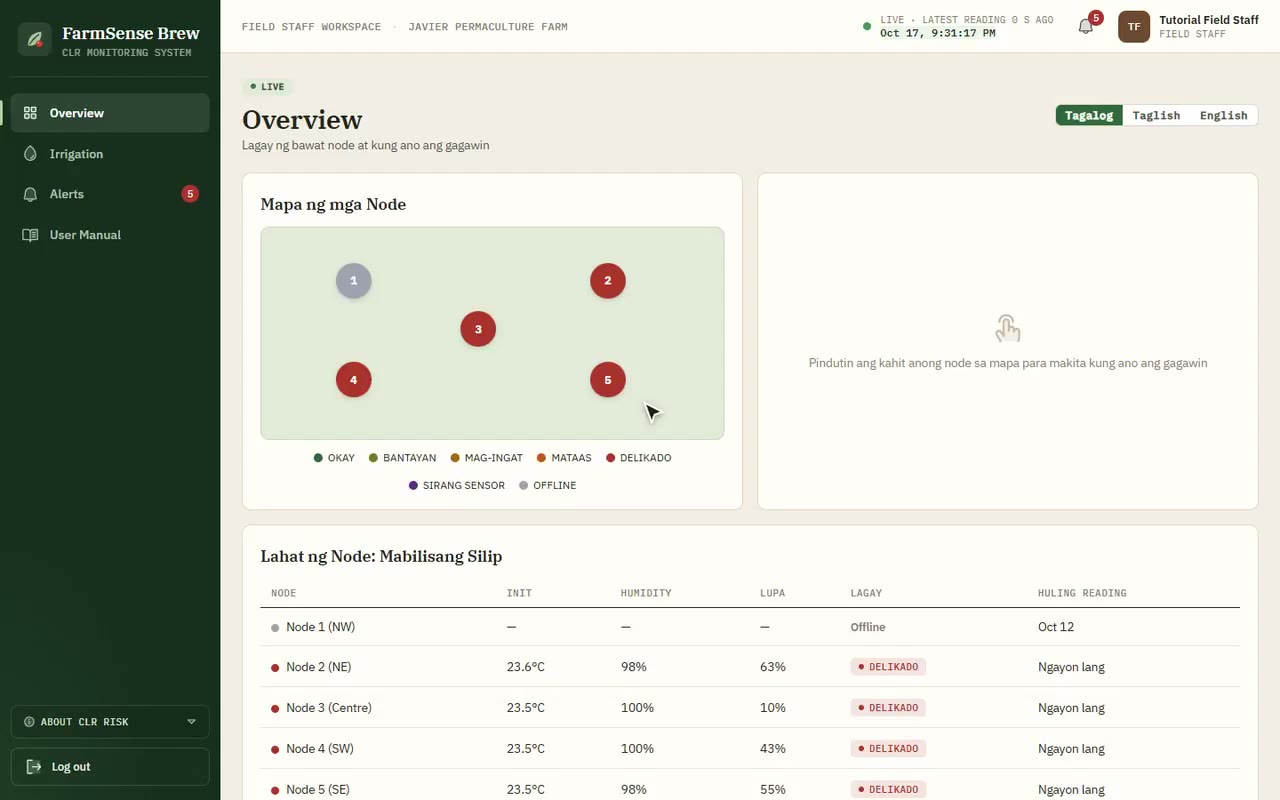 FarmSense Brew
CLR MONITORING SYSTEM
Overview
Irrigation
Alerts
5
User Manual
ABOUT CLR RISK
Log out
FIELD STAFF WORKSPACE · JAVIER PERMACULTURE FARM
LIVE · LATEST READING 0 S AGO
Oct 17, 9:31:17 PM
5
TF
Tutorial Field Staff
FIELD STAFF
LIVE
Overview
Lagay ng bawat node at kung ano ang gagawin
Tagalog Taglish English
Mapa ng mga Node
1
2
3
4
5
OKAY BANTAYAN MAG-INGAT MATAAS DELIKADO
SIRANG SENSOR OFFLINE
Pindutin ang kahit anong node sa mapa para makita kung ano ang gagawin
Lahat ng Node: Mabilisang Silip
NODE INIT HUMIDITY LUPA LAGAY HULING READING
Node 1 (NW) — — — Offline Oct 12
Node 2 (NE) 23.6°C 98% 63% DELIKADO Ngayon lang
Node 3 (Centre) 23.5°C 100% 10% DELIKADO Ngayon lang
Node 4 (SW) 23.5°C 100% 43% DELIKADO Ngayon lang
Node 5 (SE) 23.5°C 98% 55% DELIKADO Ngayon lang